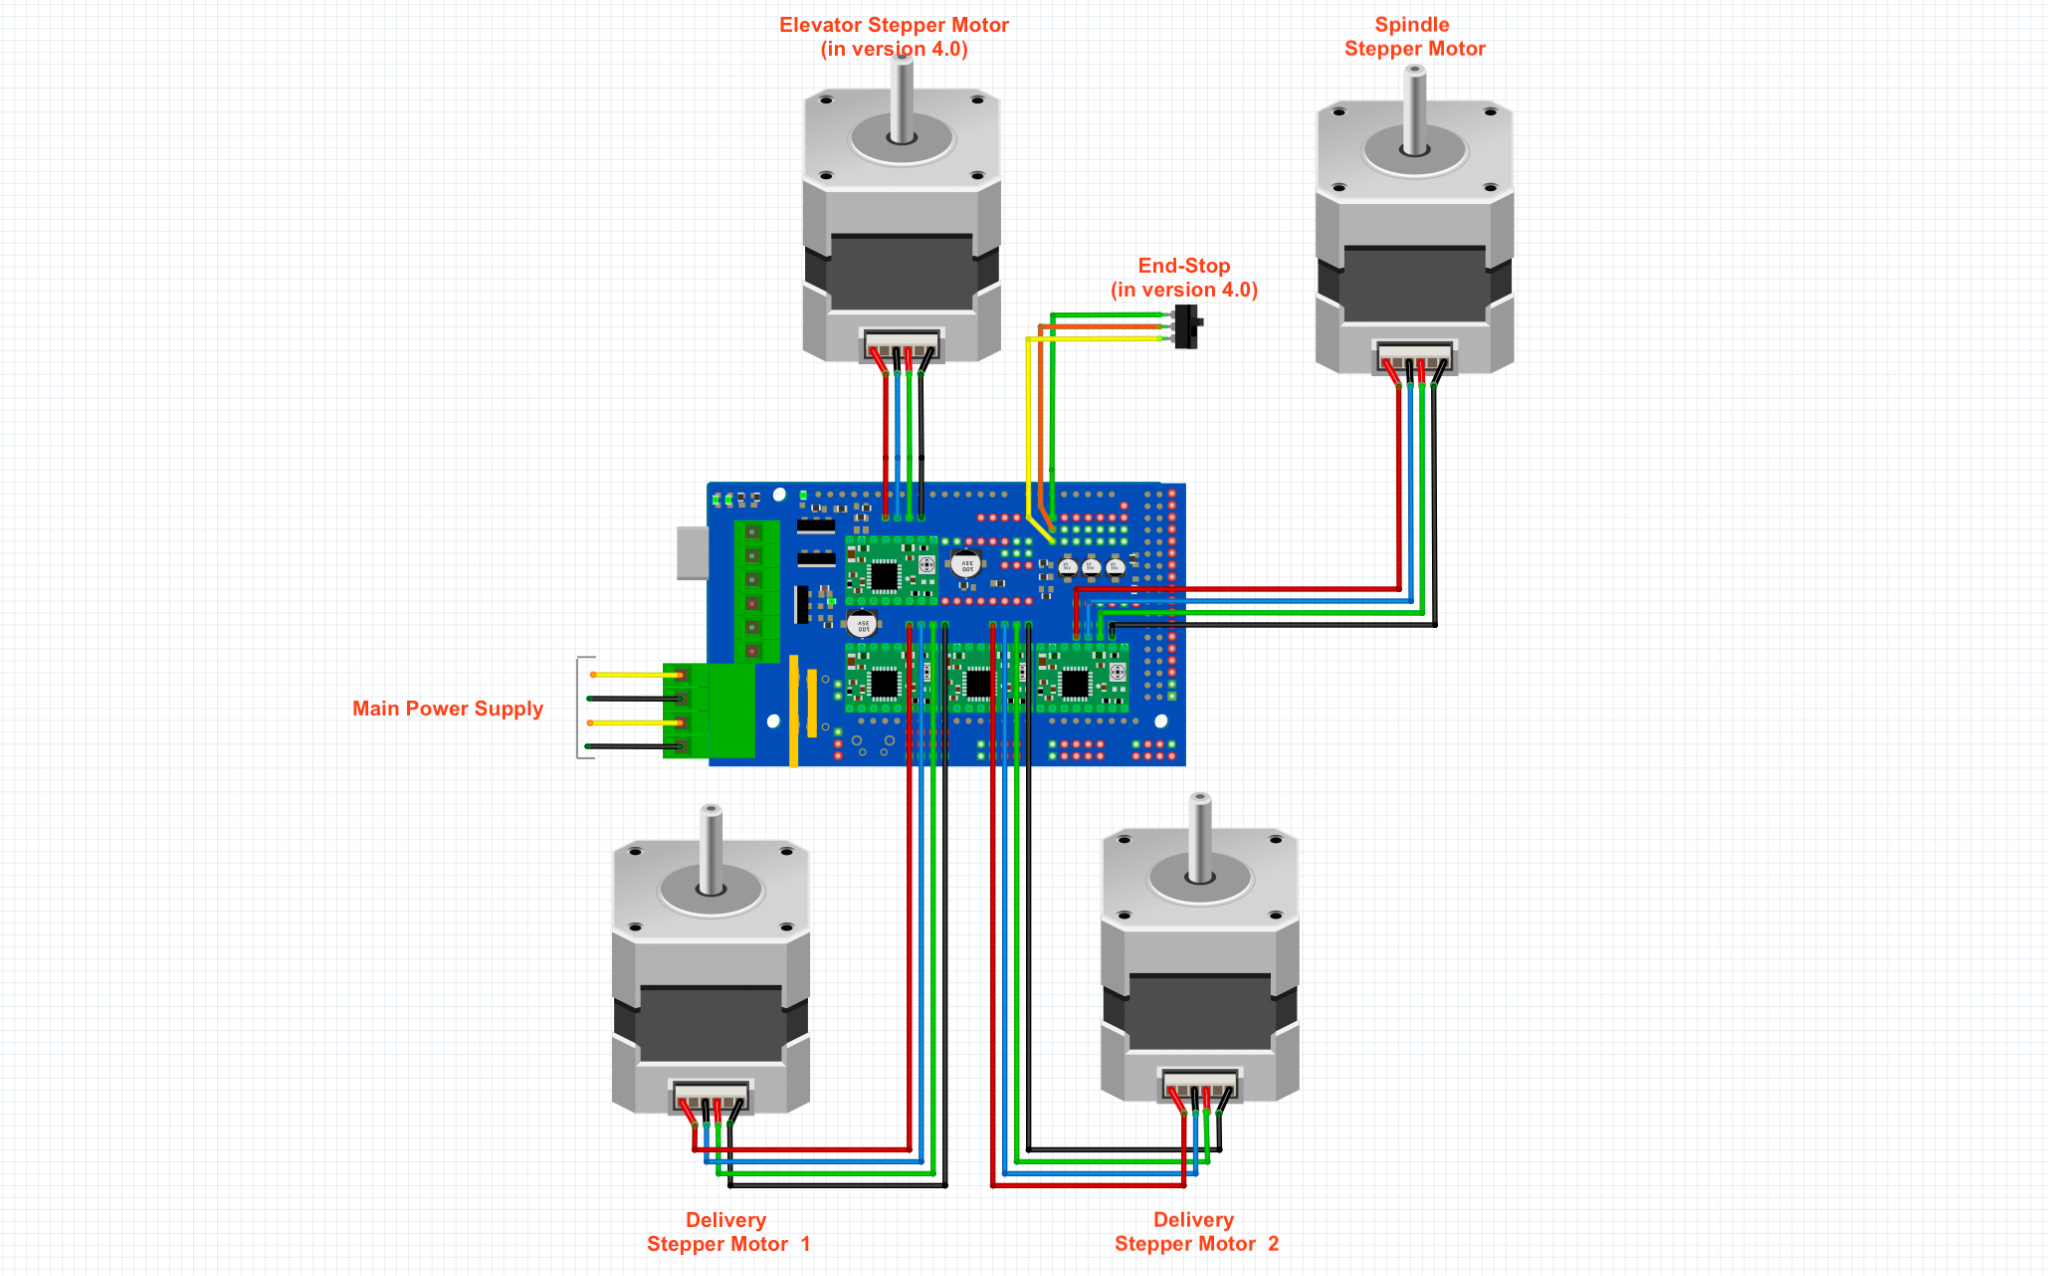 Elevator Stepper Motor
(in version 4.0)
Spindle
Stepper Motor
End-Stop
(in version 4.0)
Main Power Supply
Delivery
Stepper Motor 1
Delivery
Stepper Motor 2